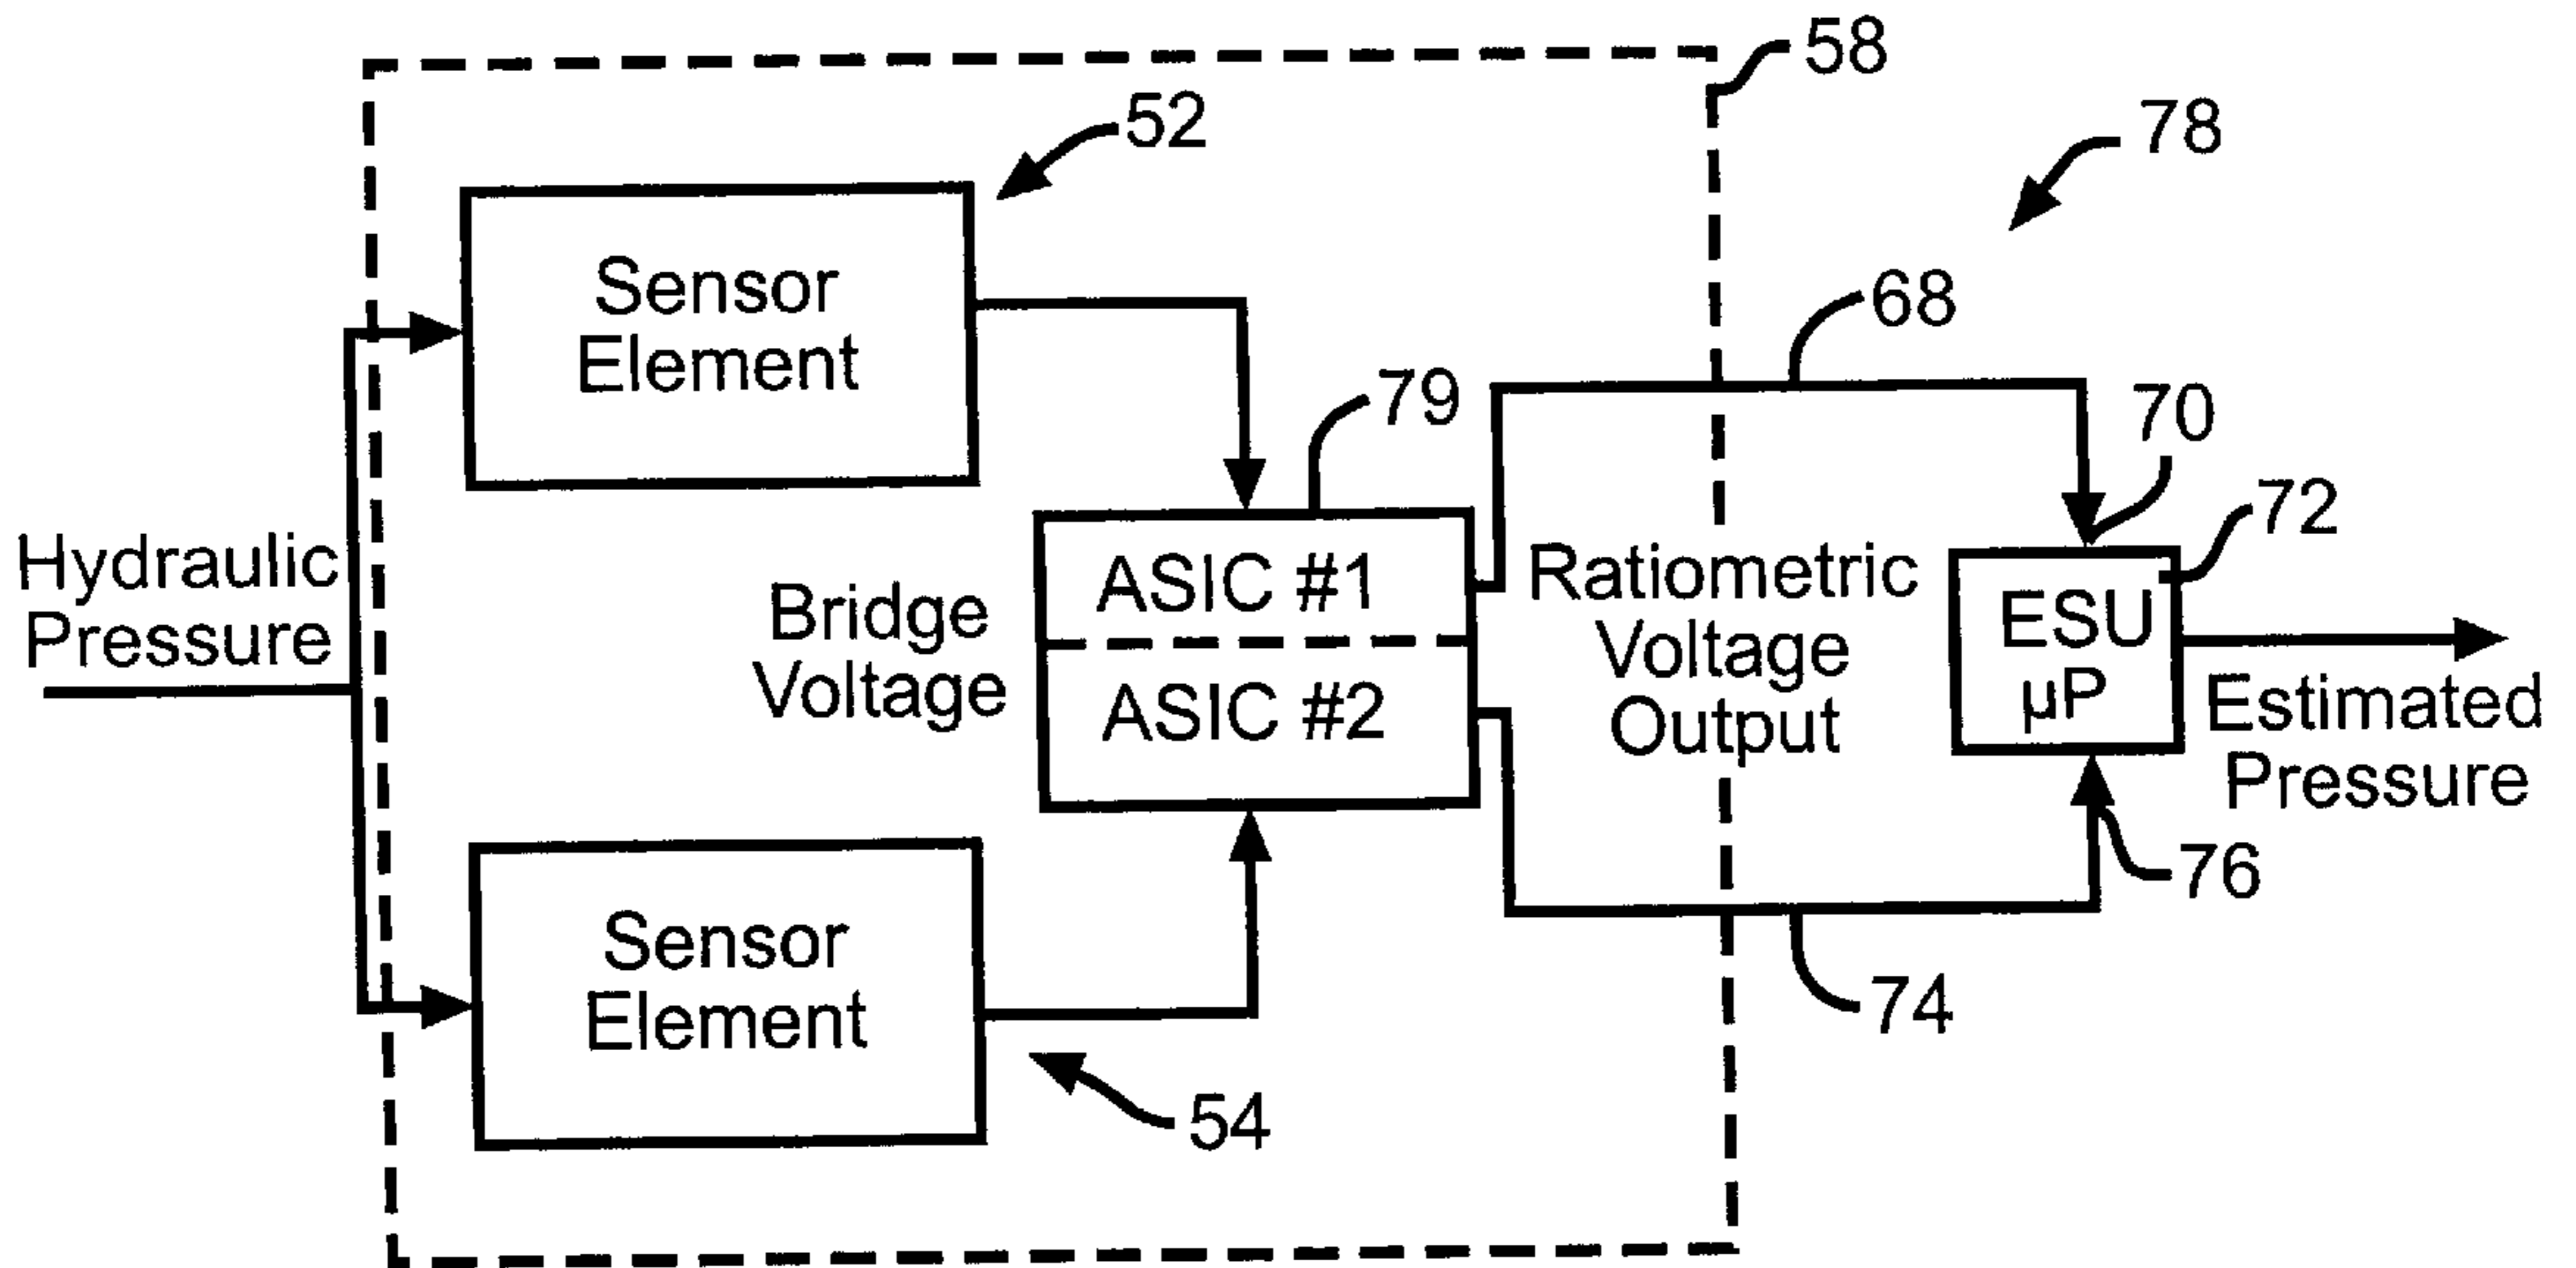 58
52
78
Sensor
Element
68
79
70
72
Hydraulic
Pressure
Bridge
Voltage
ASIC #1
ASIC #2
Ratiometric
Voltage
Output
ESU
µP
Estimated
Pressure
76
Sensor
Element
74
54